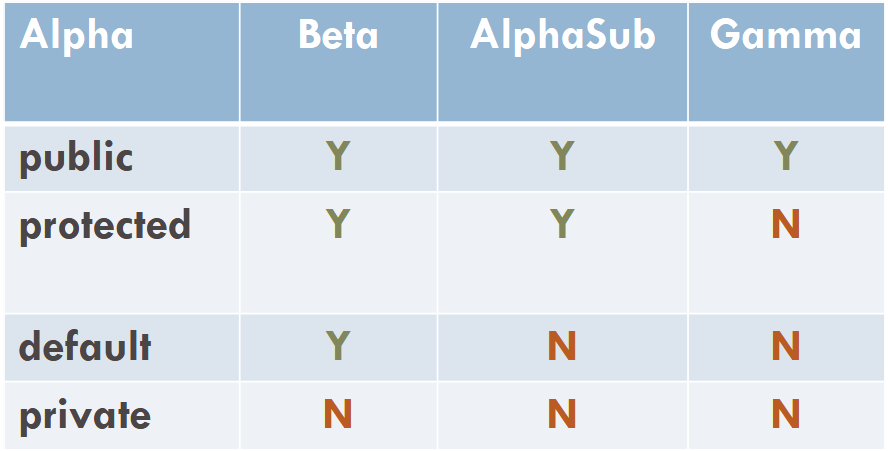 Alpha Beta AlphaSub Gamma
public Y Y Y
protected Y Y N
default Y N N
private N N N